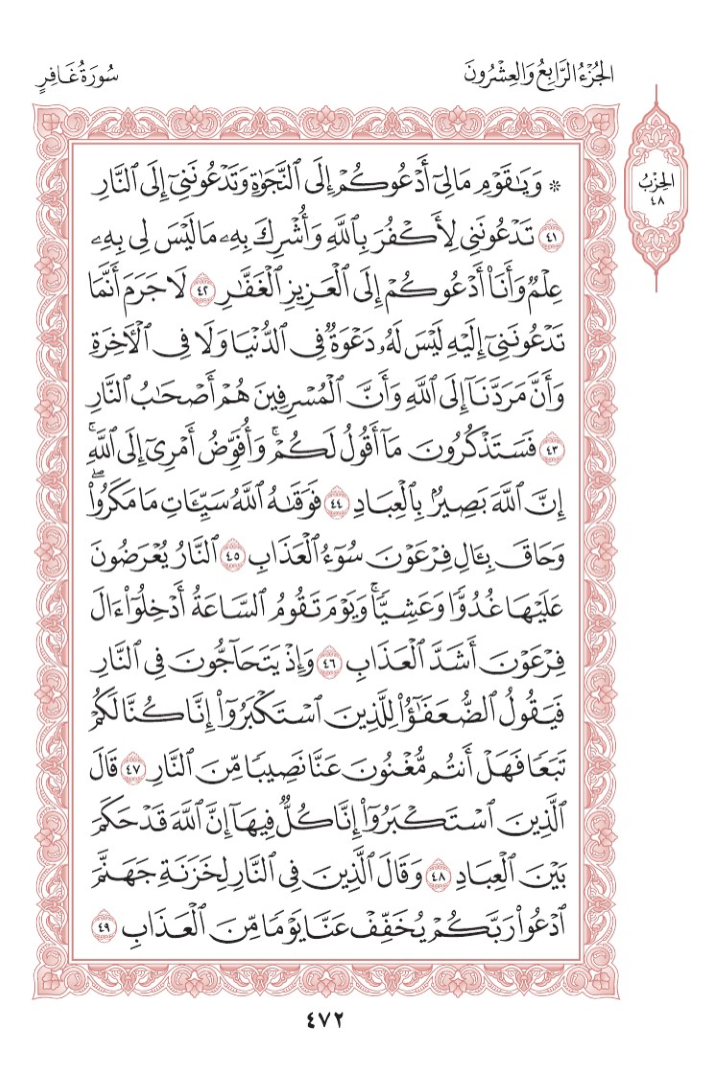 الجُزْءُ الرَّابِعُ وَالعِشْرُونَ
سُورَةُ غَافِرٍ
الحِزْبُ
٤٨
۞ وَيَٰقَوْمِ مَا لِيٓ أَدْعُوكُمْ إِلَى ٱلنَّجَوٰةِ وَتَدْعُونَنِيٓ إِلَى ٱلنَّارِ
٤١ تَدْعُونَنِي لِأَكْفُرَ بِٱللَّهِ وَأُشْرِكَ بِهِۦ مَا لَيْسَ لِي بِهِۦ
عِلْمٌ وَأَنَا۠ أَدْعُوكُمْ إِلَى ٱلْعَزِيزِ ٱلْغَفَّٰرِ ٤٢ لَا جَرَمَ أَنَّمَا
تَدْعُونَنِيٓ إِلَيْهِ لَيْسَ لَهُۥ دَعْوَةٌ فِي ٱلدُّنْيَا وَلَا فِي ٱلْأٓخِرَةِ
وَأَنَّ مَرَدَّنَآ إِلَى ٱللَّهِ وَأَنَّ ٱلْمُسْرِفِينَ هُمْ أَصْحَٰبُ ٱلنَّارِ
٤٣ فَسَتَذْكُرُونَ مَآ أَقُولُ لَكُمْۚ وَأُفَوِّضُ أَمْرِيٓ إِلَى ٱللَّهِۚ
إِنَّ ٱللَّهَ بَصِيرٌۢ بِٱلْعِبَادِ ٤٤ فَوَقَىٰهُ ٱللَّهُ سَيِّـَٔاتِ مَا مَكَرُوا۟ۖ
وَحَاقَ بِـَٔالِ فِرْعَوْنَ سُوٓءُ ٱلْعَذَابِ ٤٥ ٱلنَّارُ يُعْرَضُونَ
عَلَيْهَا غُدُوًّا وَعَشِيًّاۚ وَيَوْمَ تَقُومُ ٱلسَّاعَةُ أَدْخِلُوٓا۟ ءَالَ
فِرْعَوْنَ أَشَدَّ ٱلْعَذَابِ ٤٦ وَإِذْ يَتَحَآجُّونَ فِي ٱلنَّارِ
فَيَقُولُ ٱلضُّعَفَٰٓؤُا۟ لِلَّذِينَ ٱسْتَكْبَرُوٓا۟ إِنَّا كُنَّا لَكُمْ
تَبَعًا فَهَلْ أَنتُم مُّغْنُونَ عَنَّا نَصِيبًا مِّنَ ٱلنَّارِ ٤٧ قَالَ
ٱلَّذِينَ ٱسْتَكْبَرُوٓا۟ إِنَّا كُلٌّ فِيهَآ إِنَّ ٱللَّهَ قَدْ حَكَمَ
بَيْنَ ٱلْعِبَادِ ٤٨ وَقَالَ ٱلَّذِينَ فِي ٱلنَّارِ لِخَزَنَةِ جَهَنَّمَ
ٱدْعُوا۟ رَبَّكُمْ يُخَفِّفْ عَنَّا يَوْمًا مِّنَ ٱلْعَذَابِ ٤٩
٤٧٢